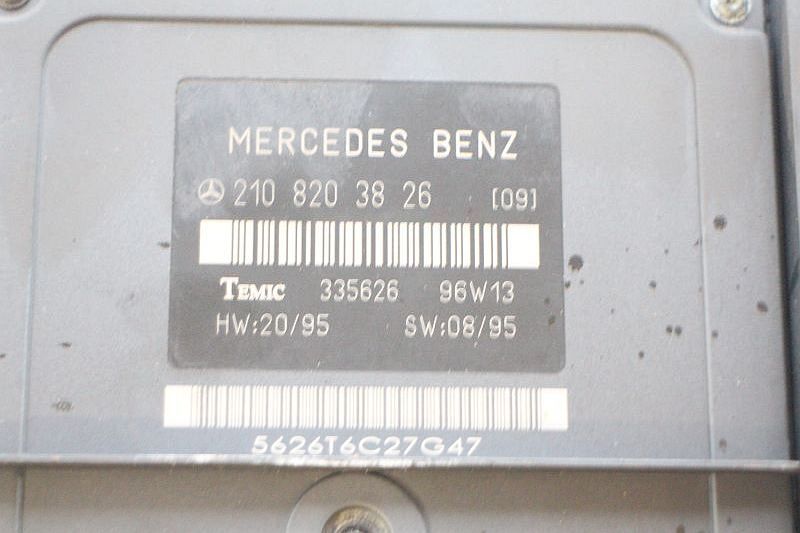 MERCEDES BENZ
210 820 38 26 [09]
TEMIC 335626 96W13
HW:20/95 SW:08/95
5626T6C27G47